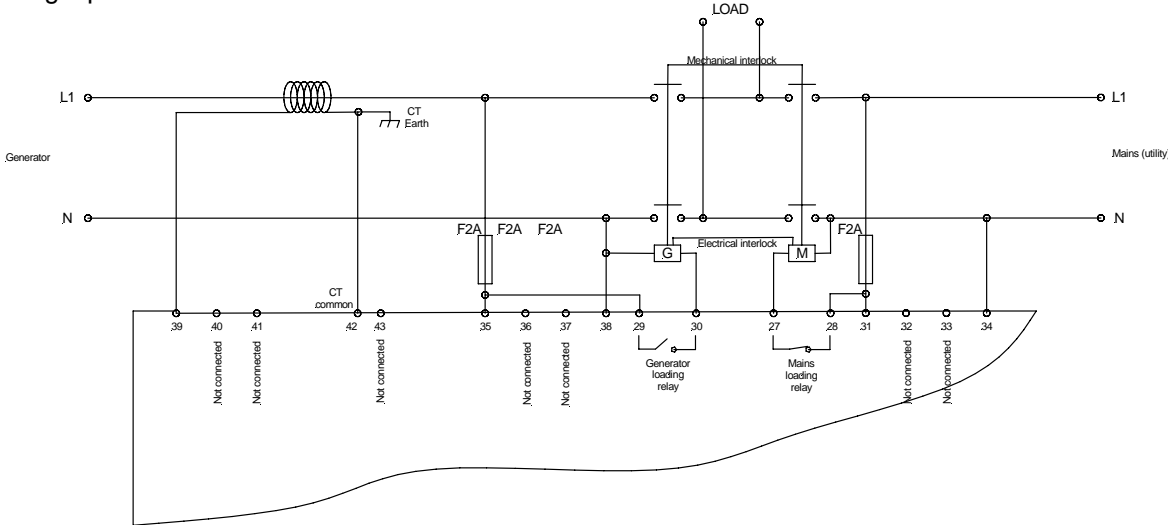 LOAD
Mechanical interlock
L1
L1
CT
Earth
Generator
Mains (utility)
N
N
F2A F2A F2A
F2A
Electrical interlock
G
M
CT
common
39 40 41 42 43 35 36 37 38 29 30 27 28 31 32 33 34
Not connected
Not connected
Not connected
Not connected
Not connected
Generator
loading
relay
Mains
loading
relay
Not connected
Not connected